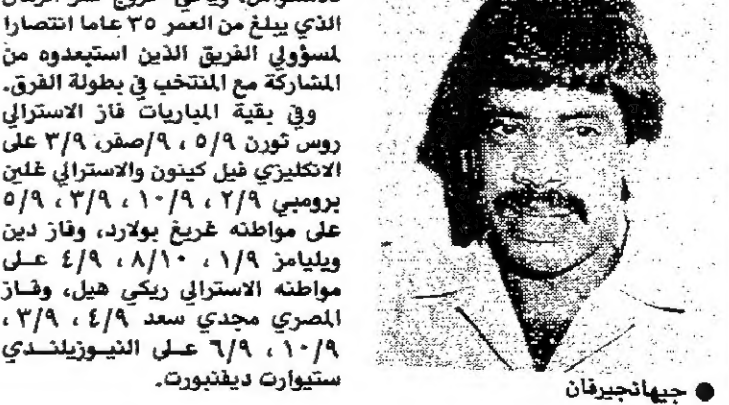 الذي يبلغ من العمر ٣٥ عاما انتصارا
لمسؤولي الفريق الذين استبعدوه من
المشاركة مع المنتخب في بطولة الفرق.
وفي بقية المباريات فاز الاسترالي
روس ثورن ٥/٩ ، ٩/صفر، ٣/٩ على
الانكليزي فيل كينون والاسترالي غلين
برومبي ٢/٩ ، ١٠/٩ ، ٣/٩ ، ٥/٩
على مواطنه غريغ بولارد، وفاز دين
ويليامز ١/٩ ، ٨/١٠ ، ٤/٩ على
مواطنه الاسترالي ريكي هيل، وفاز
المصري مجدي سعد ٤/٩ ، ٣/٩ ،
١٠/٩ ، ٦/٩ على النيوزيلندي
ستيوارت ديفنبورت.
● جيهانجيرفان